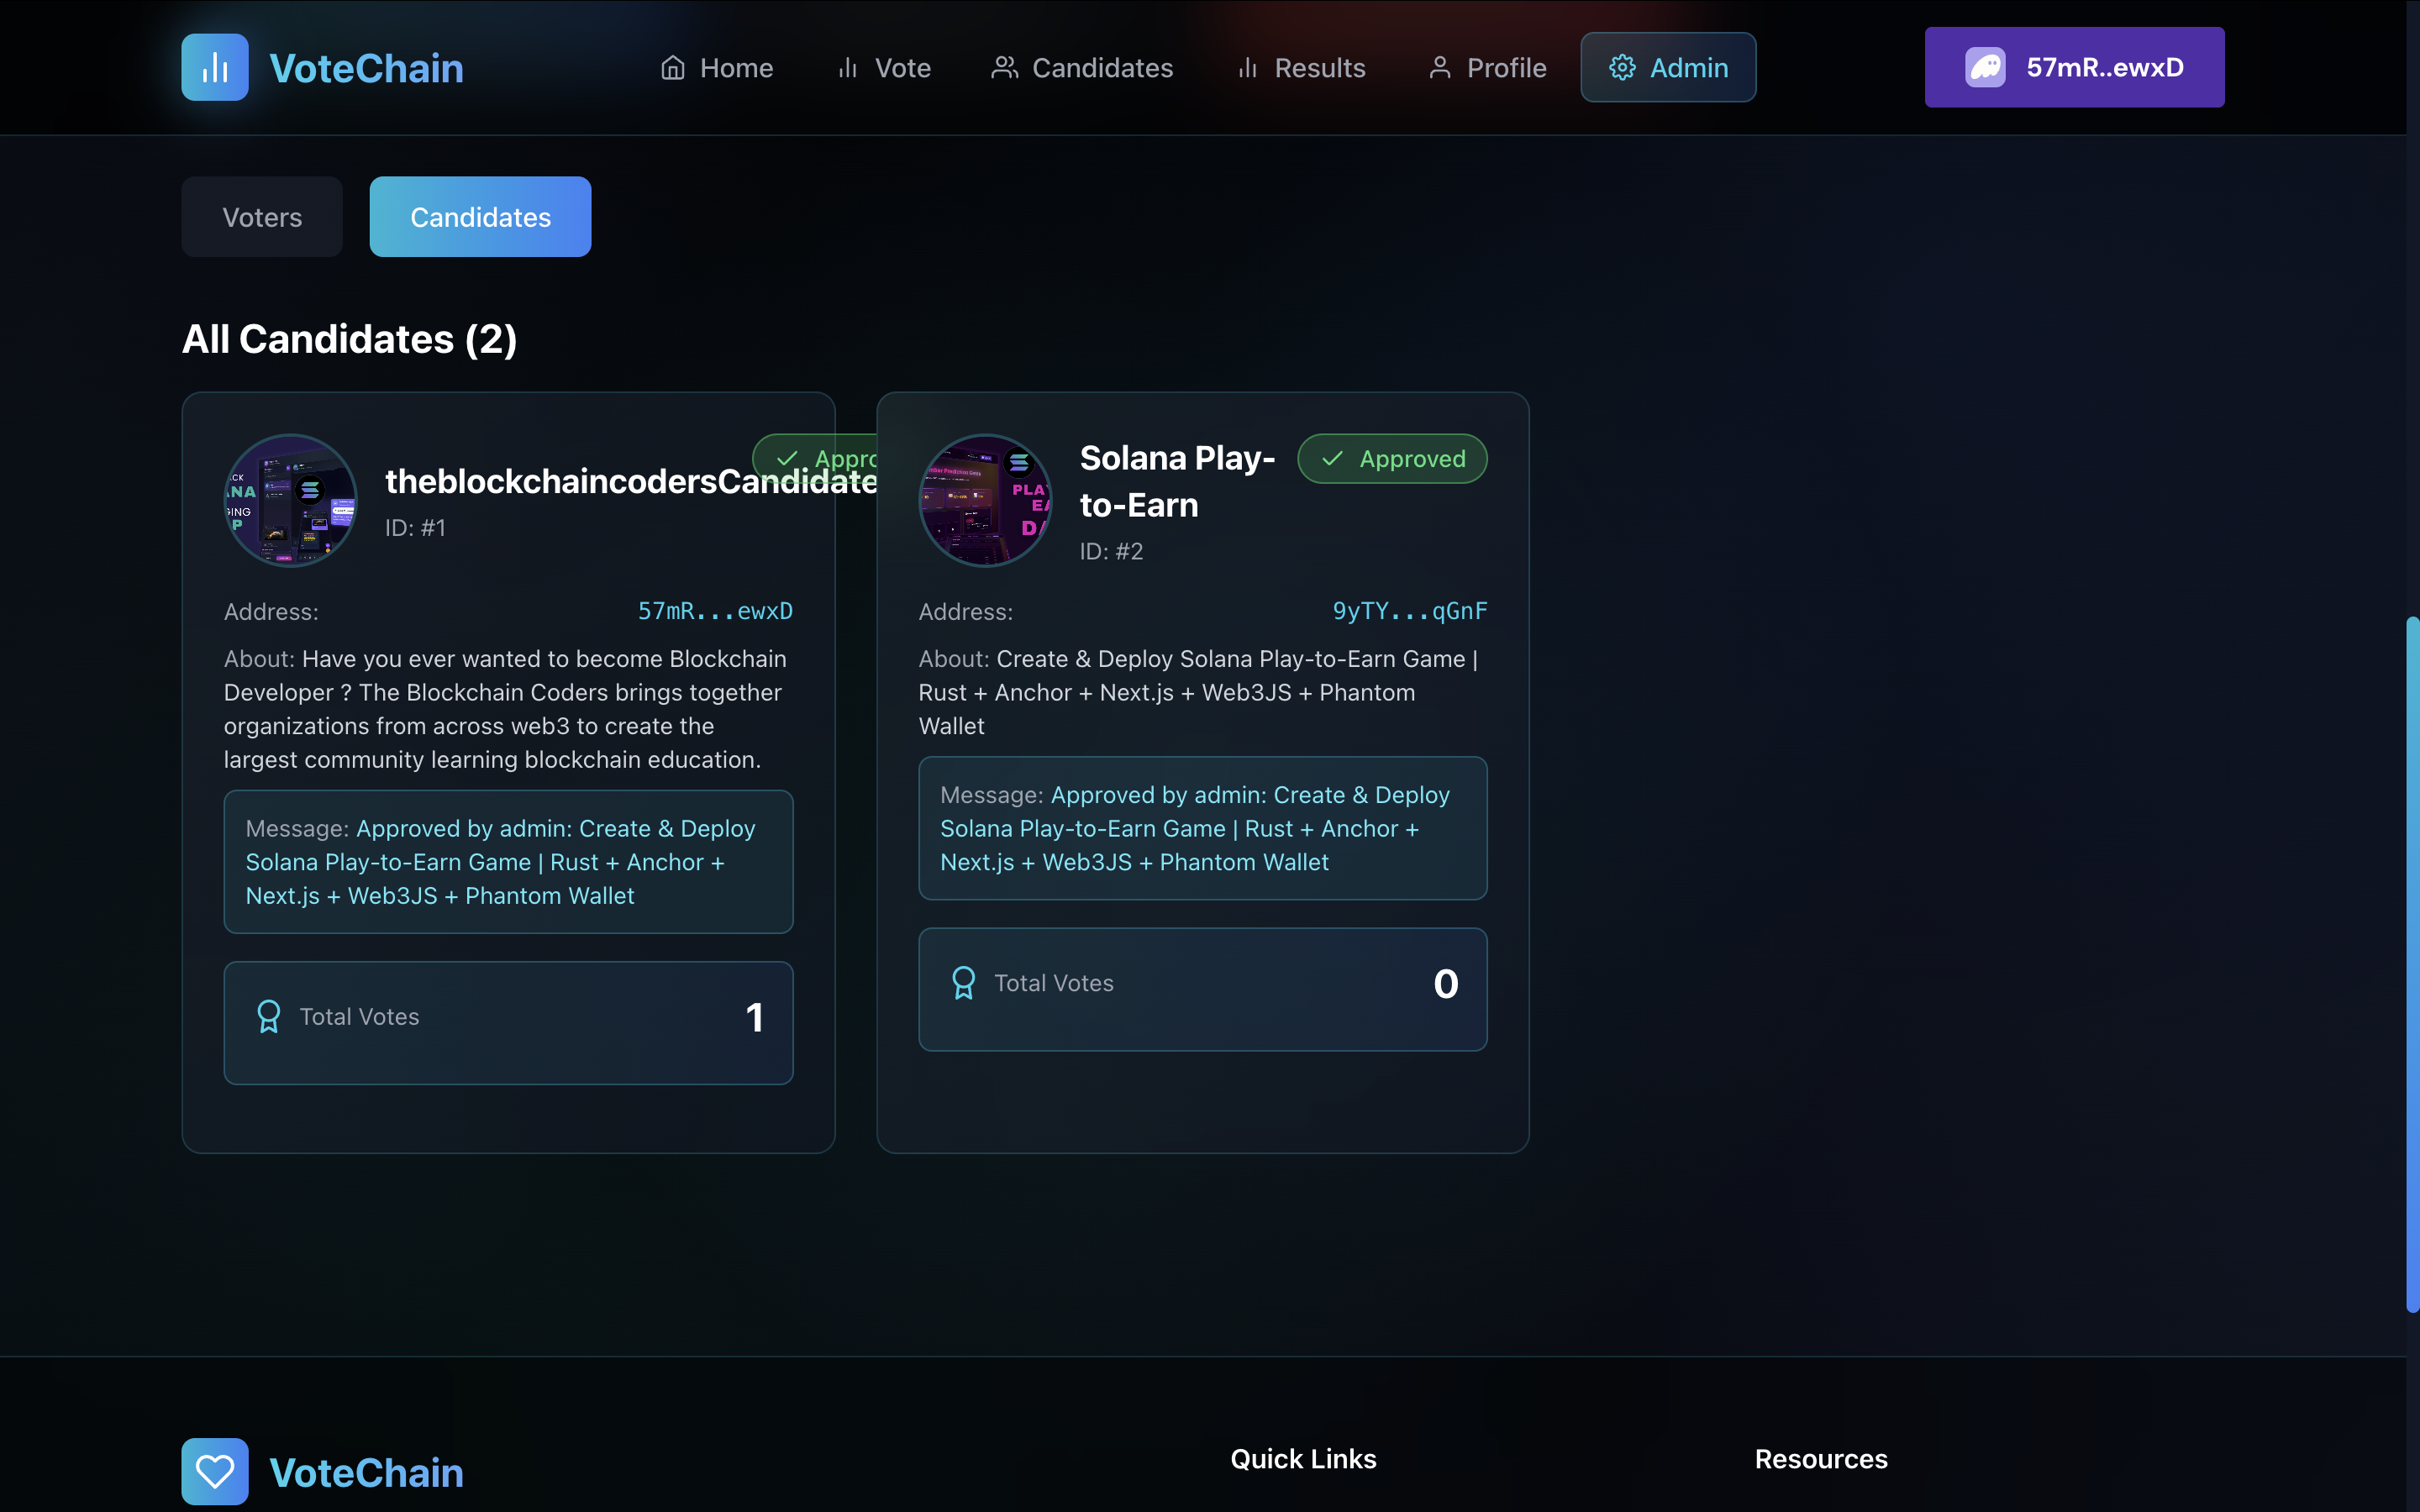 VoteChain
Home
Vote
Candidates
Results
Profile
Admin
57mR..ewxD
Voters
Candidates
All Candidates (2)
theblockchaincodersCandidate
Appro
ID: #1
Address:
57mR...ewxD
About: Have you ever wanted to become Blockchain
Developer ? The Blockchain Coders brings together
organizations from across web3 to create the
largest community learning blockchain education.
Message: Approved by admin: Create & Deploy
Solana Play-to-Earn Game | Rust + Anchor +
Next.js + Web3JS + Phantom Wallet
Total Votes
1
Solana Play-
to-Earn
Approved
ID: #2
PLA
Address:
9yTY...qGnF
About: Create & Deploy Solana Play-to-Earn Game |
Rust + Anchor + Next.js + Web3JS + Phantom
Wallet
Message: Approved by admin: Create & Deploy
Solana Play-to-Earn Game | Rust + Anchor +
Next.js + Web3JS + Phantom Wallet
Total Votes
0
VoteChain
Quick Links
Resources